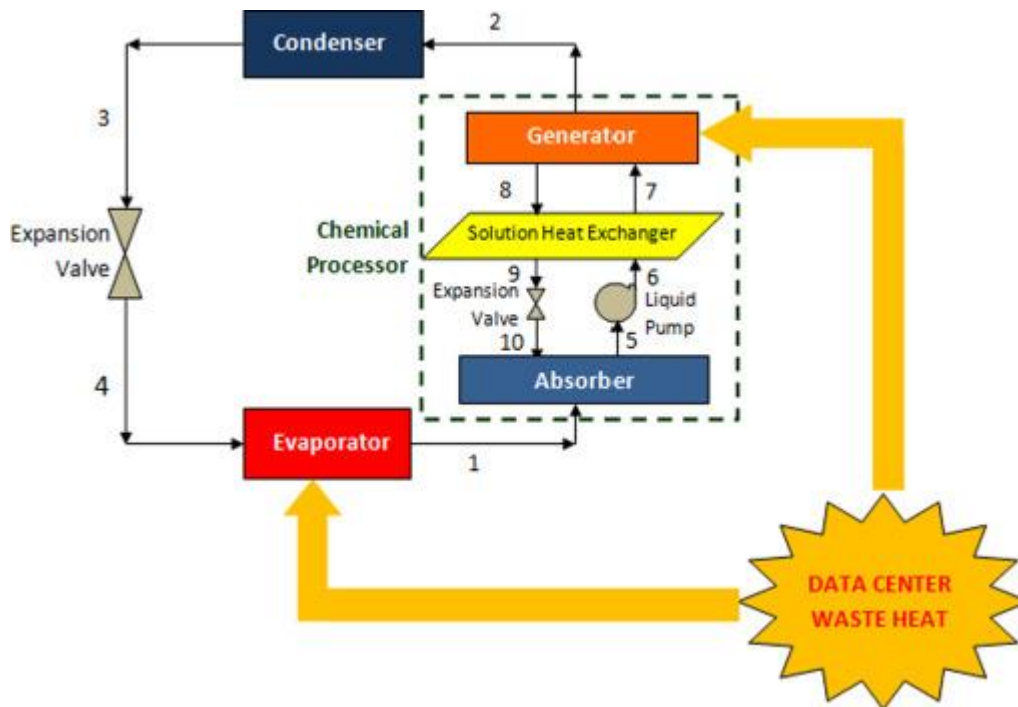 2
Condenser
3
Generator
8
7
Expansion
Valve
Chemical
Processor
Solution Heat Exchanger
9
6
Expansion
Valve
Liquid
Pump
10
5
4
Absorber
Evaporator
1
DATA CENTER
WASTE HEAT